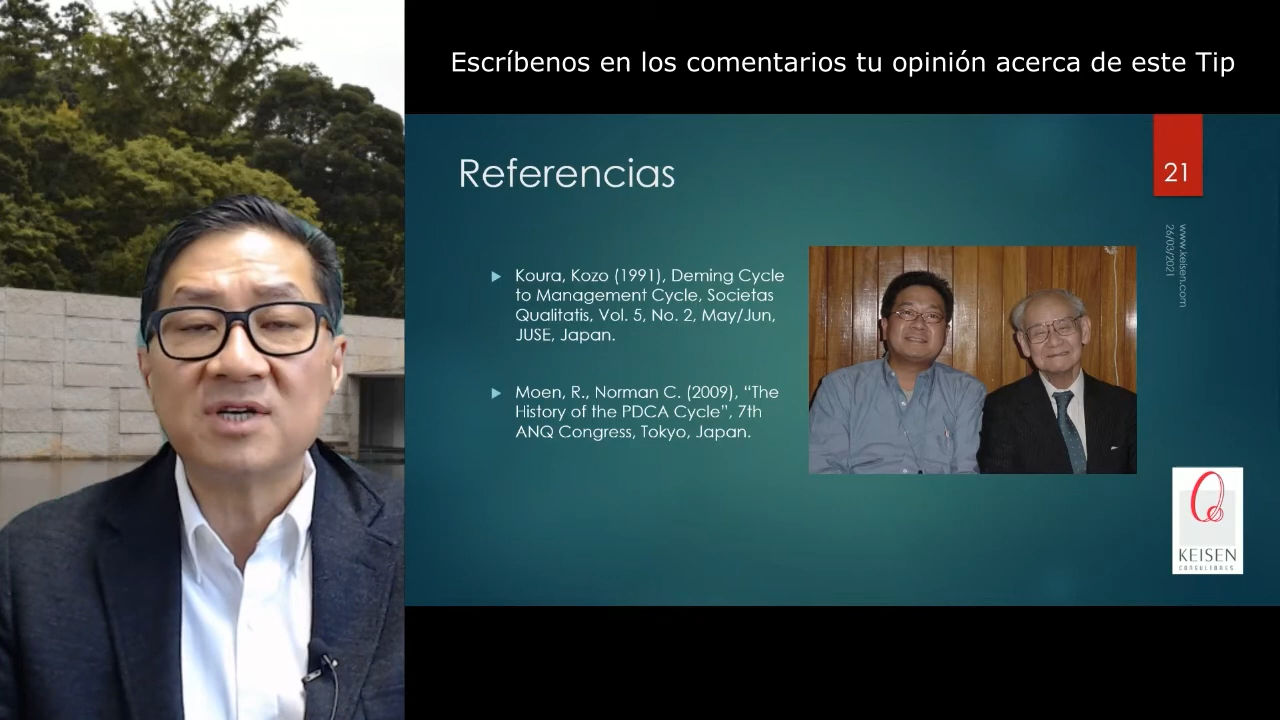 Escríbenos en los comentarios tu opinión acerca de este Tip
Referencias
21
www.keisen.com
26/03/2021
Koura, Kozo (1991), Deming Cycle
to Management Cycle, Societas
Qualitatis, Vol. 5, No. 2, May/Jun,
JUSE, Japan.
Moen, R., Norman C. (2009), “The
History of the PDCA Cycle”, 7th
ANQ Congress, Tokyo, Japan.
KEISEN
CONSULTORES